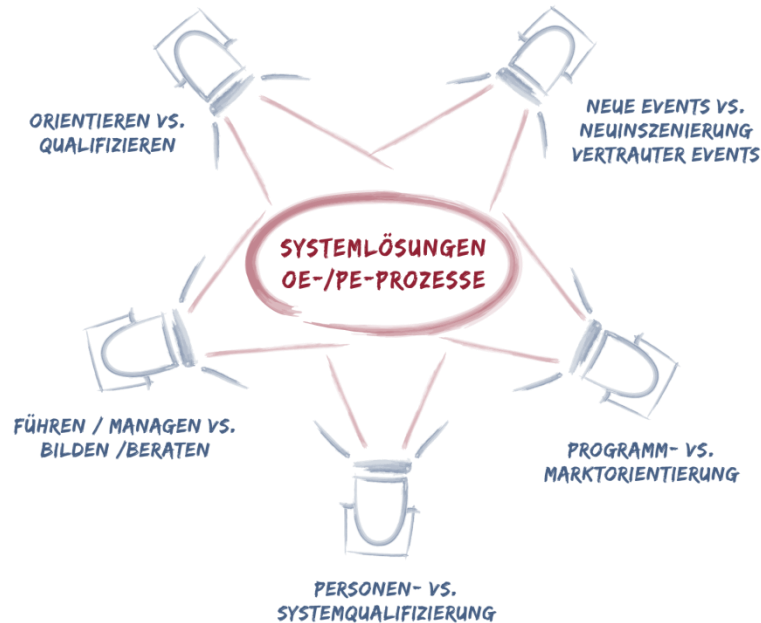 ORIENTIEREN VS.
QUALIFIZIEREN
NEUE EVENTS VS.
NEUINSZENIERUNG
VERTRAUTER EVENTS
SYSTEMLÖSUNGEN
OE-/PE-PROZESSE
FÜHREN / MANAGEN VS.
BILDEN /BERATEN
PROGRAMM- VS.
MARKTORIENTIERUNG
PERSONEN- VS.
SYSTEMQUALIFIZIERUNG